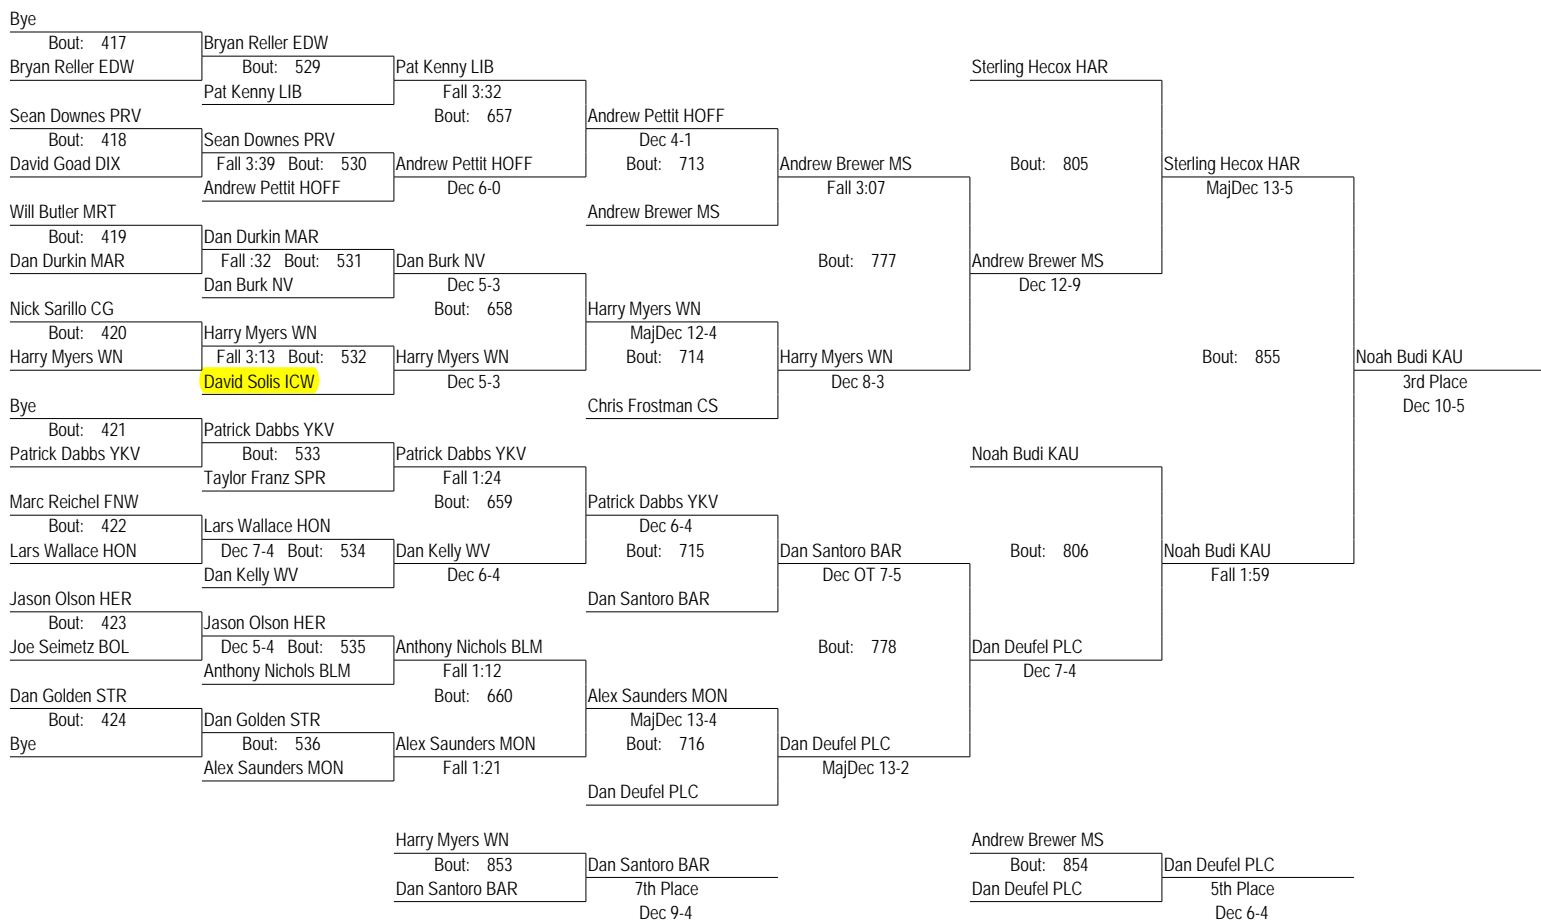 Bye
Bout: 417
Bryan Reller EDW
Sean Downes PRV
Bout: 418
David Goad DIX
Will Butler MRT
Bout: 419
Dan Durkin MAR
Nick Sarillo CG
Bout: 420
Harry Myers WN
Bye
Bout: 421
Patrick Dabbs YKV
Marc Reichel FNW
Bout: 422
Lars Wallace HON
Jason Olson HER
Bout: 423
Joe Seimetz BOL
Dan Golden STR
Bout: 424
Bye
Bryan Reller EDW
Bout: 529
Pat Kenny LIB
Sean Downes PRV
Fall 3:39 Bout: 530
Andrew Pettit HOFF
Dan Durkin MAR
Fall :32 Bout: 531
Dan Burk NV
Harry Myers WN
Fall 3:13 Bout: 532
David Solis ICW
Patrick Dabbs YKV
Bout: 533
Taylor Franz SPR
Lars Wallace HON
Dec 7-4 Bout: 534
Dan Kelly WV
Jason Olson HER
Dec 5-4 Bout: 535
Anthony Nichols BLM
Dan Golden STR
Bout: 536
Alex Saunders MON
Pat Kenny LIB
Fall 3:32
Bout: 657
Andrew Pettit HOFF
Dec 6-0
Dan Burk NV
Dec 5-3
Bout: 658
Harry Myers WN
Dec 5-3
Patrick Dabbs YKV
Fall 1:24
Bout: 659
Dan Kelly WV
Dec 6-4
Anthony Nichols BLM
Fall 1:12
Bout: 660
Alex Saunders MON
Fall 1:21
Andrew Pettit HOFF
Dec 4-1
Bout: 713
Andrew Brewer MS
Harry Myers WN
MajDec 12-4
Bout: 714
Chris Frostman CS
Patrick Dabbs YKV
Dec 6-4
Bout: 715
Dan Santoro BAR
Alex Saunders MON
MajDec 13-4
Bout: 716
Dan Deufel PLC
Andrew Brewer MS
Fall 3:07
Bout: 777
Harry Myers WN
Dec 8-3
Dan Santoro BAR
Dec OT 7-5
Bout: 778
Dan Deufel PLC
MajDec 13-2
Sterling Hecox HAR
Bout: 805
Andrew Brewer MS
Dec 12-9
Noah Budi KAU
Bout: 806
Dan Deufel PLC
Dec 7-4
Sterling Hecox HAR
MajDec 13-5
Bout: 855
Noah Budi KAU
Fall 1:59
Noah Budi KAU
3rd Place
Dec 10-5
Harry Myers WN
Bout: 853
Dan Santoro BAR
Dan Santoro BAR
7th Place
Dec 9-4
Andrew Brewer MS
Bout: 854
Dan Deufel PLC
Dan Deufel PLC
5th Place
Dec 6-4